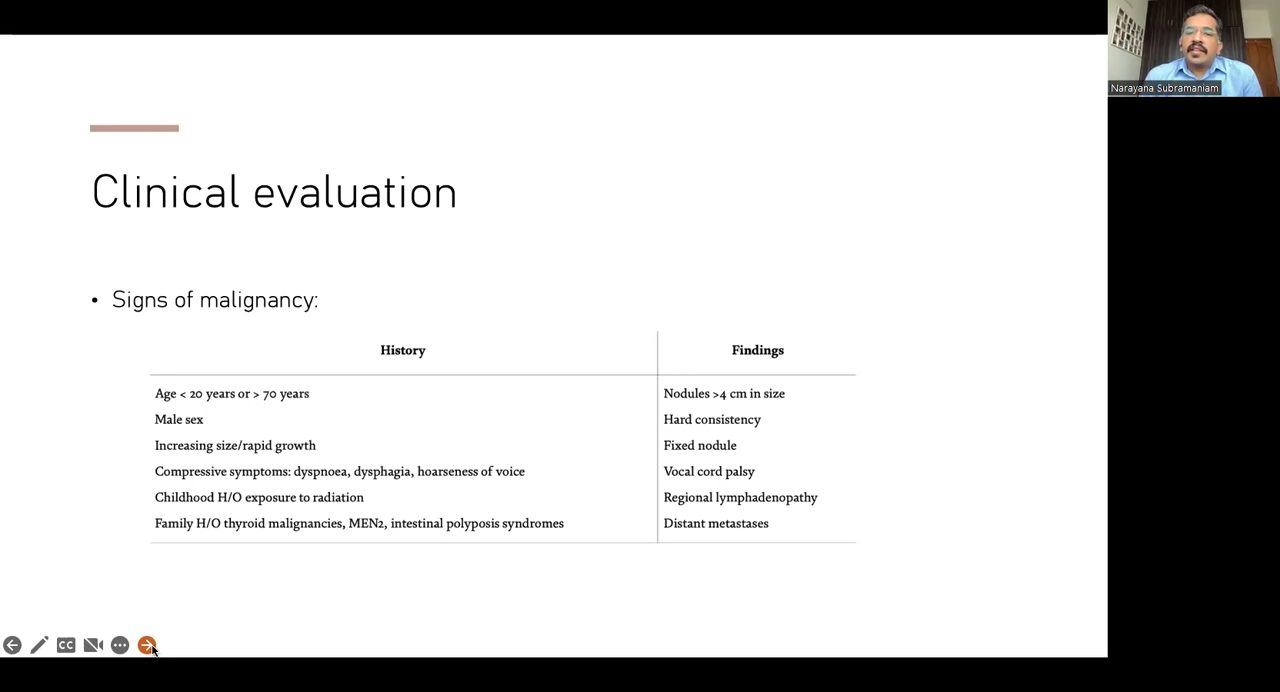 Narayana Subramaniam
Clinical evaluation
• Signs of malignancy:
History Findings
Age < 20 years or > 70 years Nodules >4 cm in size
Male sex Hard consistency
Increasing size/rapid growth Fixed nodule
Compressive symptoms: dyspnoea, dysphagia, hoarseness of voice Vocal cord palsy
Childhood H/O exposure to radiation Regional lymphadenopathy
Family H/O thyroid malignancies, MEN2, intestinal polyposis syndromes Distant metastases
CC